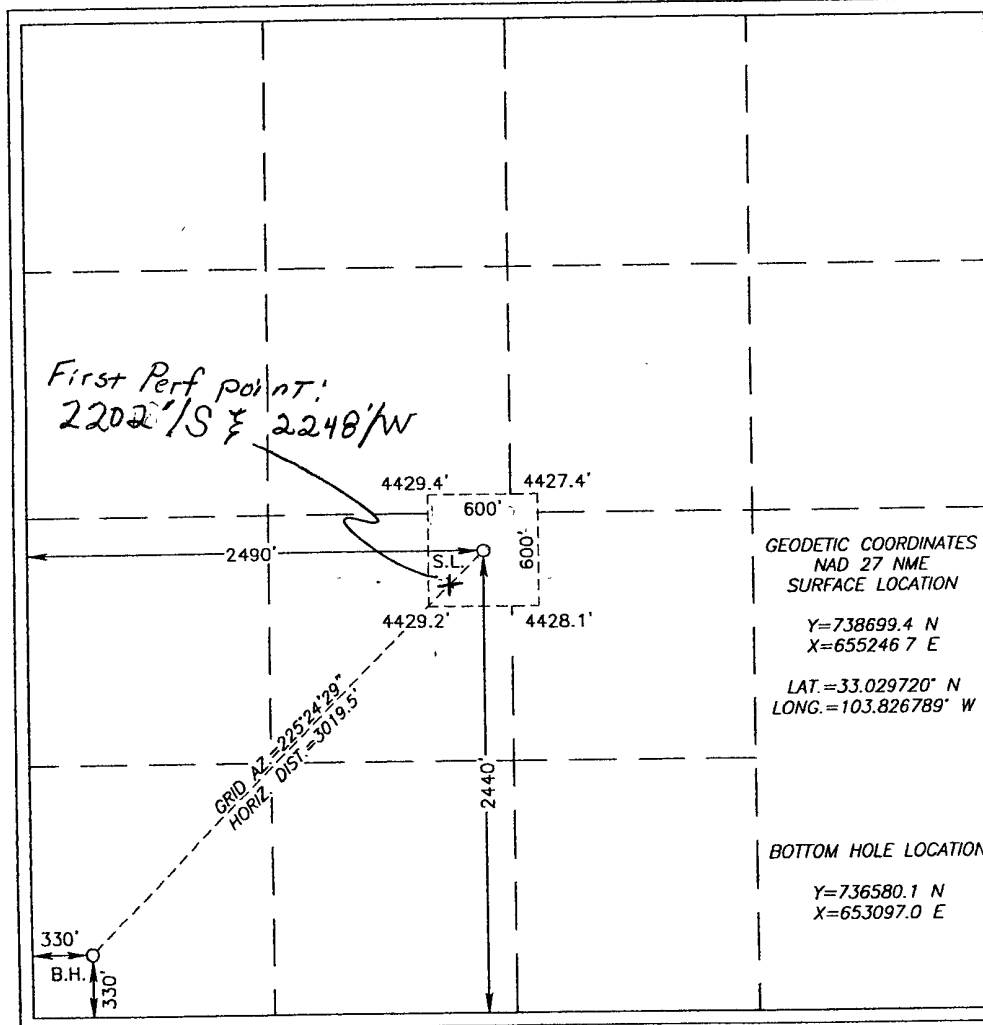 First Perf point:
2202'/S & 2248'/W
4429.4'
4427.4'
600'
600'
2490'
S.L.
4429.2'
4428.1'
GEODETIC COORDINATES
NAD 27 NME
SURFACE LOCATION
Y=738699.4 N
X=655246 7 E
LAT.=33.029720° N
LONG.=103.826789° W
GRID AZ.=225°24'29"
HORIZ. DIST.=3019.5'
2440'
BOTTOM HOLE LOCATION
Y=736580.1 N
X=653097.0 E
330'
B.H.
330'